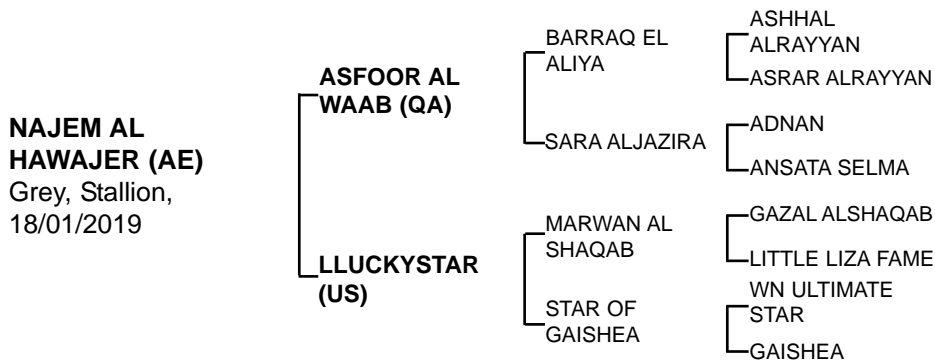 NAJEM AL
HAWAJER (AE)
Grey, Stallion,
18/01/2019
ASFOOR AL
WAAB (QA)
LLUCKYSTAR
(US)
BARRAQ EL
ALIYA
SARA ALJAZIRA
MARWAN AL
SHAQAB
STAR OF
GAISHEA
ASHHAL
ALRAYYAN
ASRAR ALRAYYAN
ADNAN
ANSATA SELMA
GAZAL ALSHAQAB
LITTLE LIZA FAME
WN ULTIMATE
STAR
GAISHEA